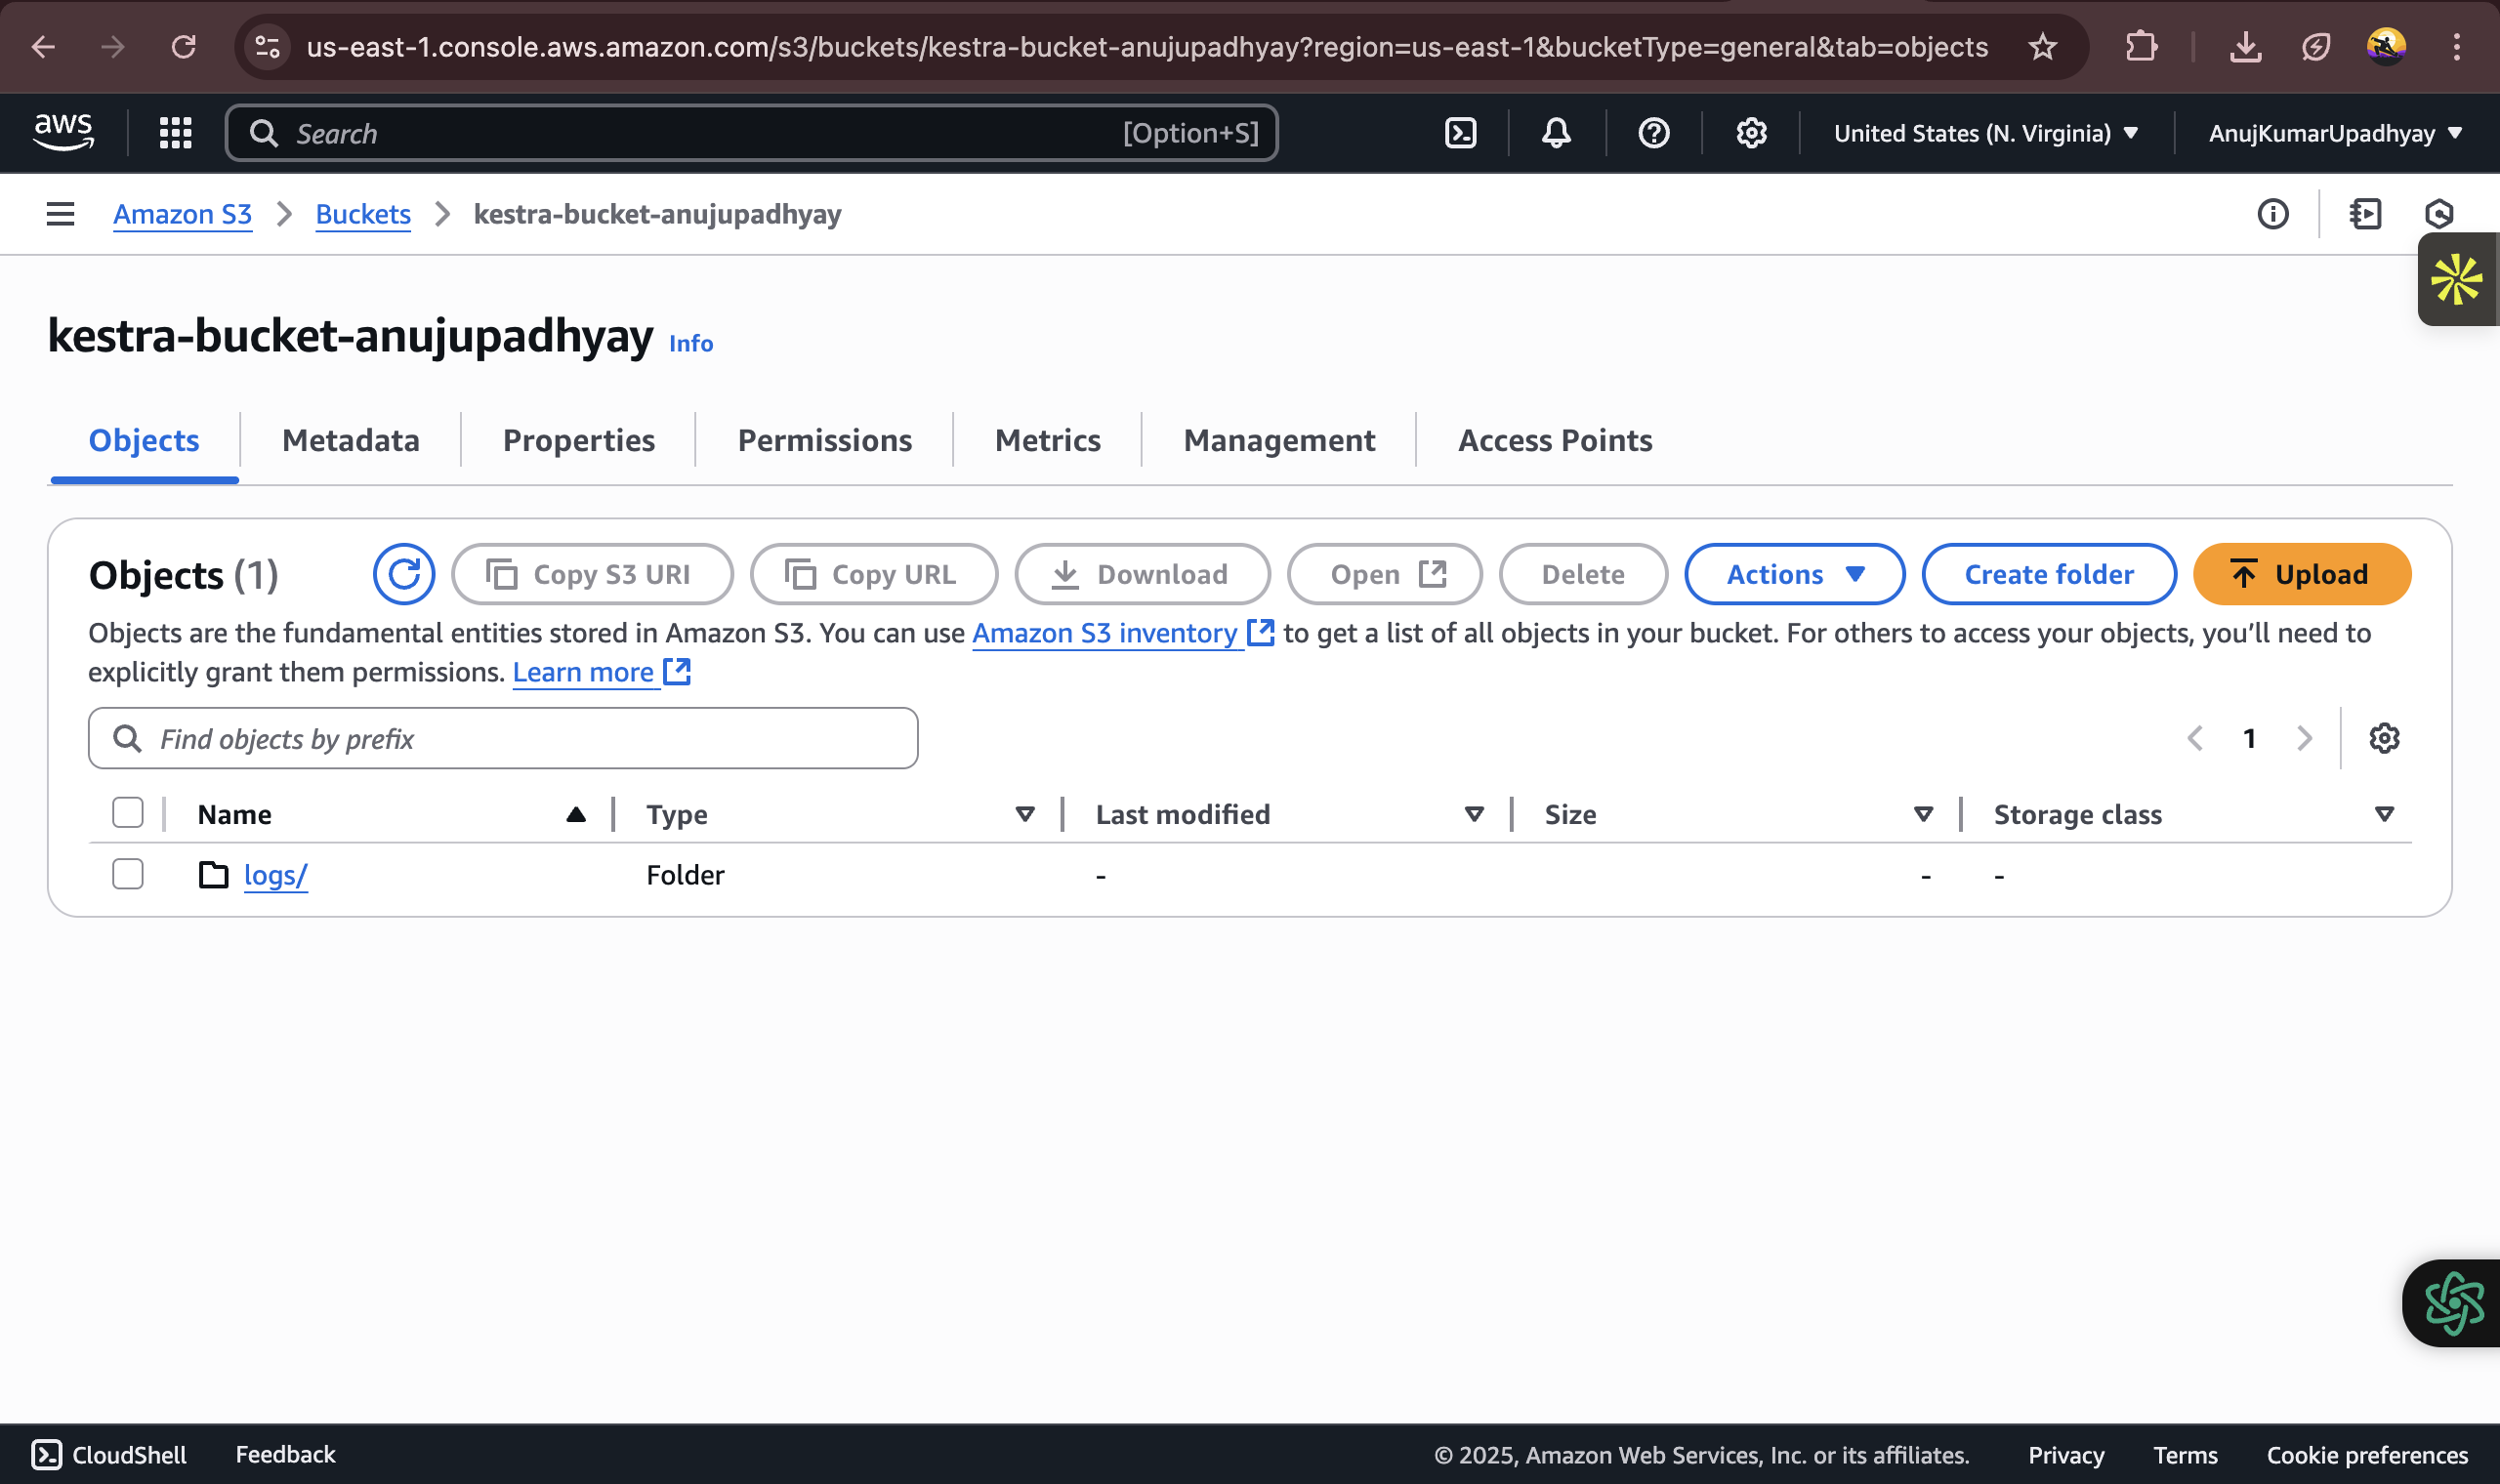 us-east-1.console.aws.amazon.com/s3/buckets/kestra-bucket-anujupadhyay?region=us-east-1&bucketType=general&tab=objects
aws
Search [Option+S] United States (N. Virginia) AnujKumarUpadhyay
Amazon S3 Buckets kestra-bucket-anujupadhyay
kestra-bucket-anujupadhyay Info
Objects Metadata Properties Permissions Metrics Management Access Points
Objects (1) Copy S3 URI Copy URL Download Open Delete Actions Create folder Upload
Objects are the fundamental entities stored in Amazon S3. You can use Amazon S3 inventory to get a list of all objects in your bucket. For others to access your objects, you’ll need to
explicitly grant them permissions. Learn more
Find objects by prefix 1
Name Type Last modified Size Storage class
logs/ Folder - - -
CloudShell Feedback © 2025, Amazon Web Services, Inc. or its affiliates. Privacy Terms Cookie preferences